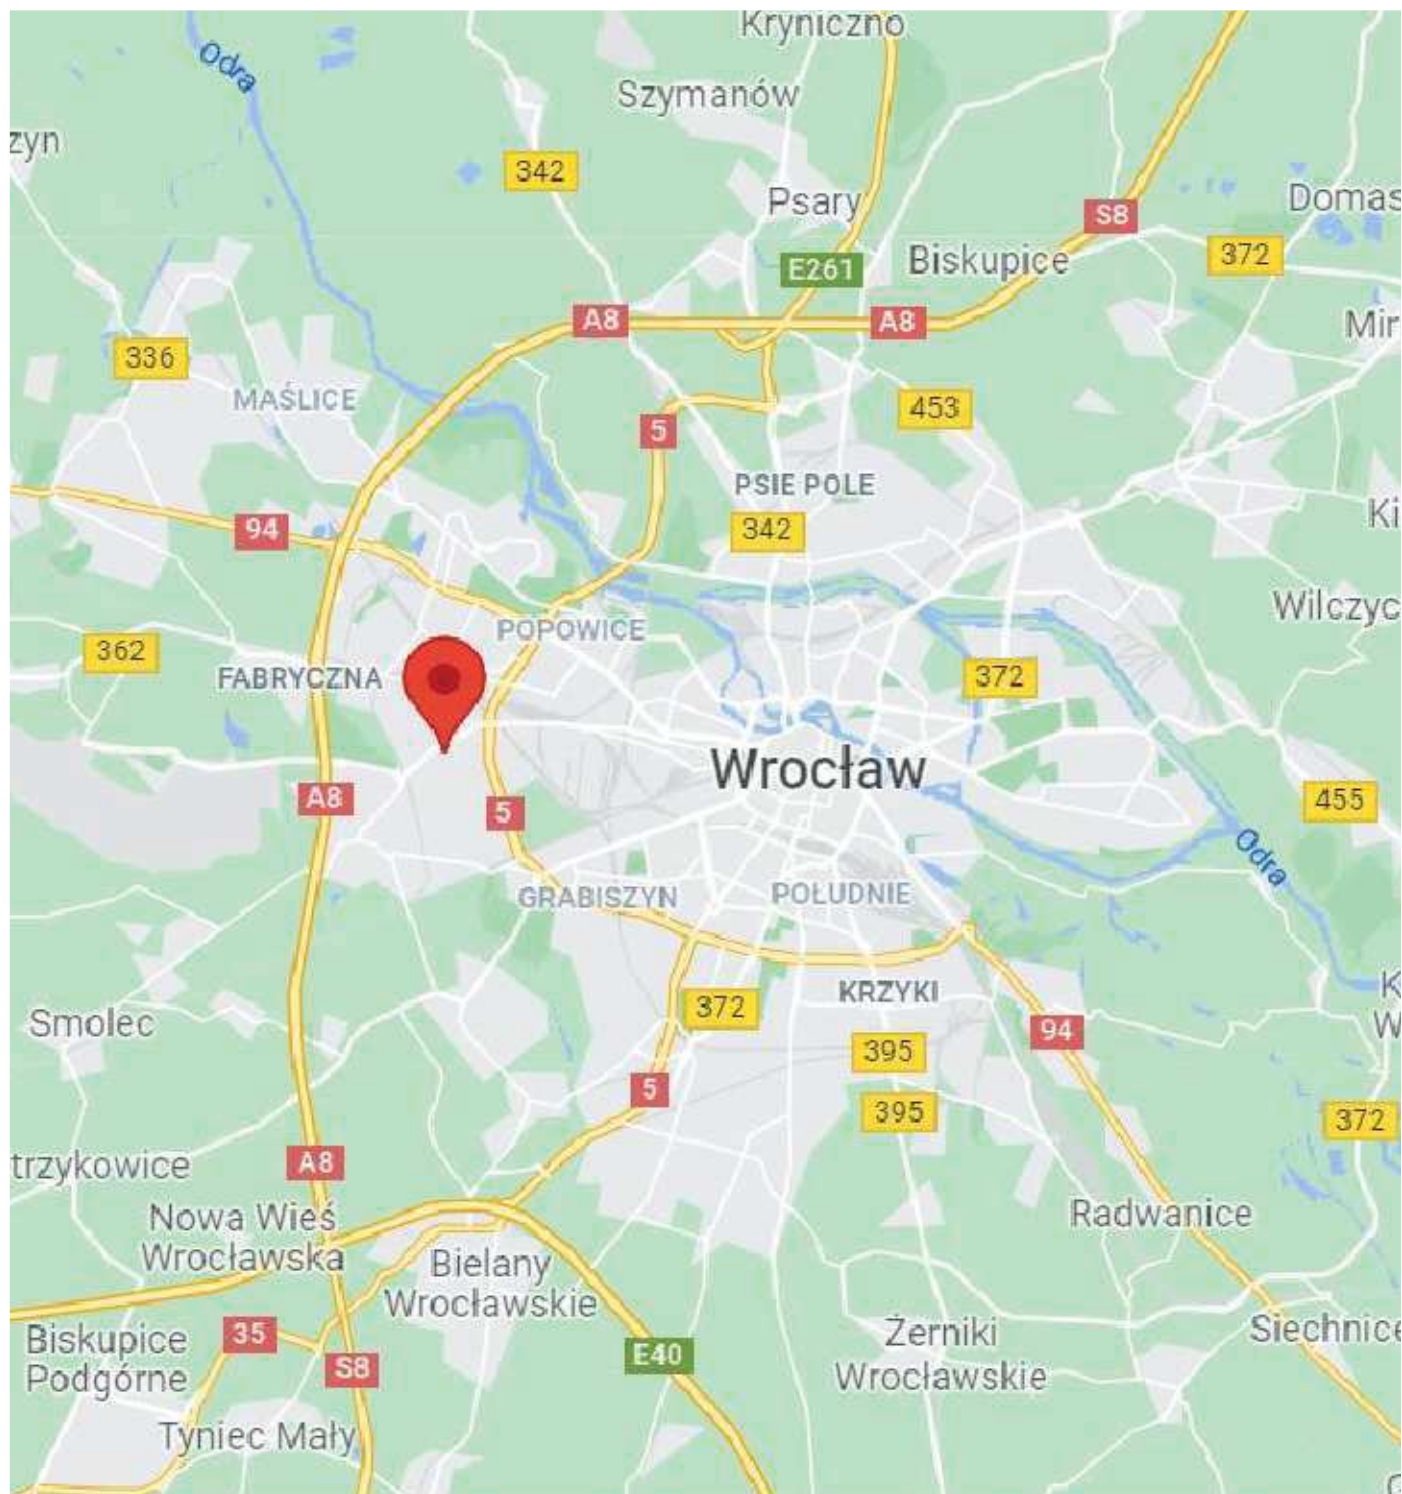 Kryniczno
Odra
Szymanów
zyn
342
Psary
Domas
S8
E261
Biskupice
372
A8
A8
Mir
336
MAŚLICE
453
5
PSIE POLE
Ki
94
342
Wilczyc
POPOWICE
362
FABRYCZNA
372
Wrocław
A8
5
455
Odra
GRABISZYN
POŁUDNIE
KRZYKI
K
W
372
Smolec
94
395
5
395
372
A8
trzykowice
Nowa Wieś
Wrocławska
Radwanice
Bielany
Wrocławskie
35
Biskupice
Podgórne
S8
E40
Żerniki
Wrocławskie
Siechnice
Tyniec Mały